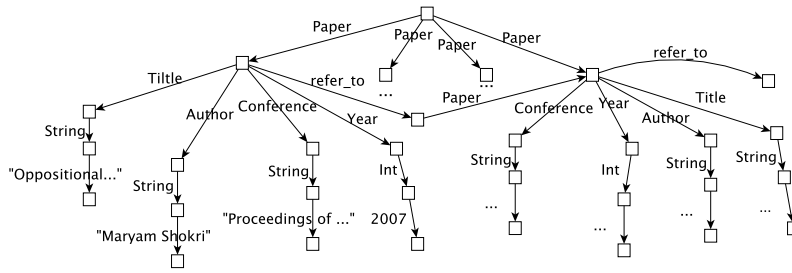 Paper
Paper
Paper
Paper
refer_to
Tiltle
refer_to
...
...
Paper
Title
Author
Conference
Year
Conference
Year
Author
String
String
String
Int
String
Int
String
String
"Oppositional..."
"Maryam Shokri"
"Proceedings of ..."
2007
...
...
...
...